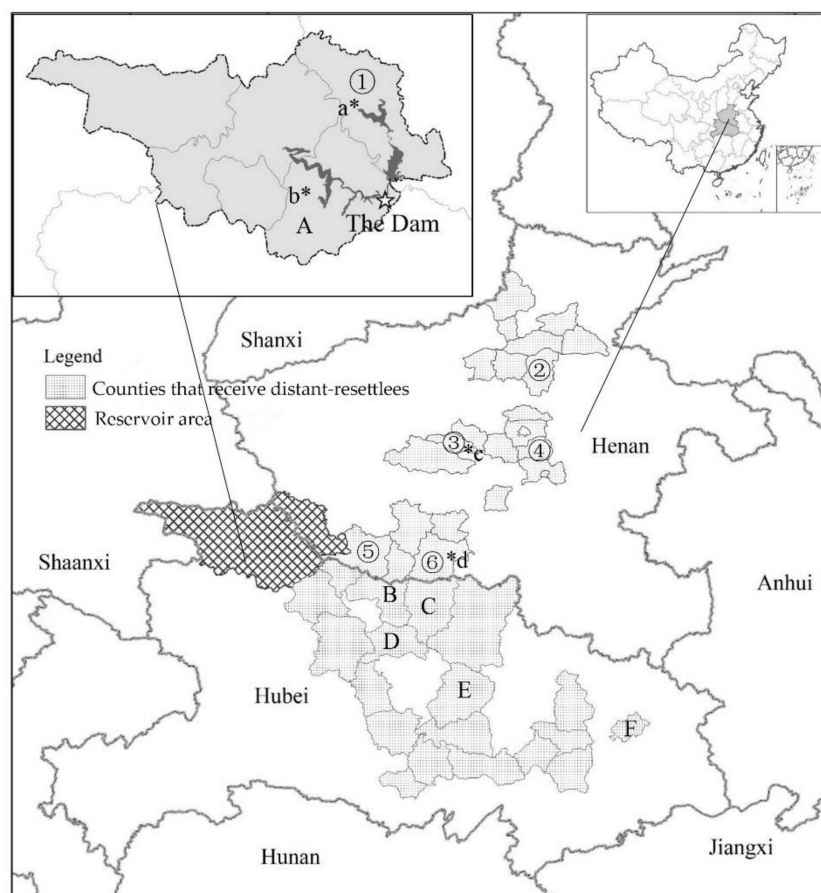 ①
a*
b*
A
The Dam
Shanxi
Legend
Counties that receive distant-resettlees
Reservoir area
②
③
*c
④
Henan
Shaanxi
⑤
⑥
*d
Anhui
B
C
D
Hubei
E
F
Hunan
Jiangxi